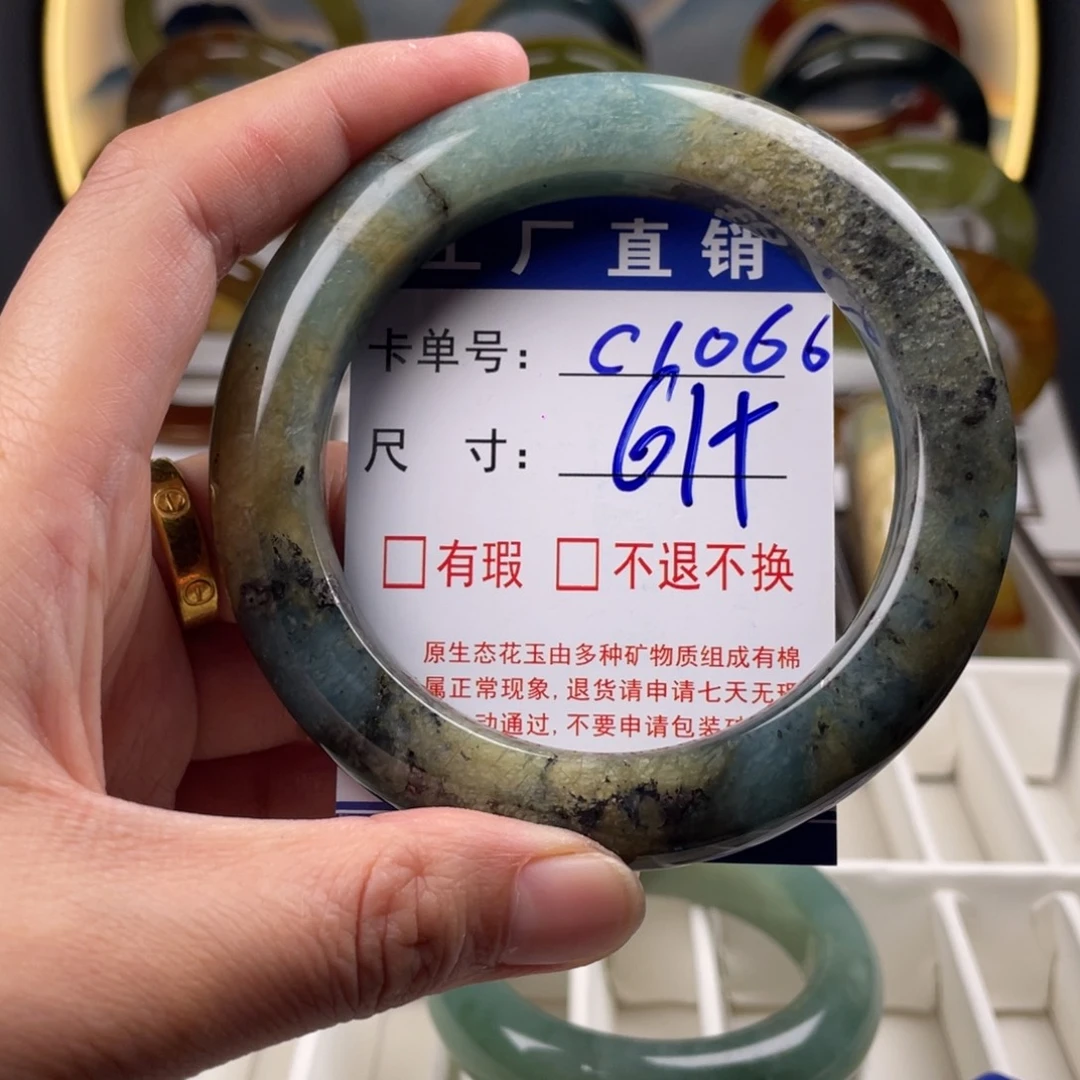 工厂直销
卡单号： C1066
尺 寸： 61+
□有瑕 □不退不换
原生态花玉由多种矿物质组成有棉
属正常现象,退货请申请七天无
动通过,不要申请包装